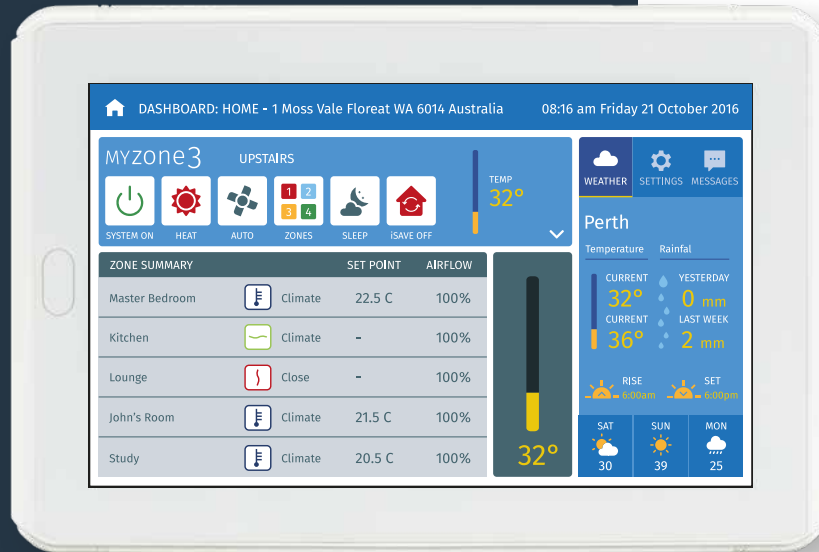 DASHBOARD: HOME - 1 Moss Vale Floreat WA 6014 Australia 08:16 am Friday 21 October 2016
MYzone3 UPSTAIRS
SYSTEM ON HEAT AUTO 1 2 3 4 ZONES SLEEP iSAVE OFF
TEMP
32°
WEATHER SETTINGS MESSAGES
Perth
Temperature Rainfal
CURRENT YESTERDAY
32° 0 mm
CURRENT LAST WEEK
36° 2 mm
RISE SET
6:00am 6:00pm
SAT SUN MON
30 39 25
ZONE SUMMARY SET POINT AIRFLOW
Master Bedroom Climate 22.5 C 100%
Kitchen Climate - 100%
Lounge Close - 100%
John's Room Climate 21.5 C 100%
Study Climate 20.5 C 100%
32°